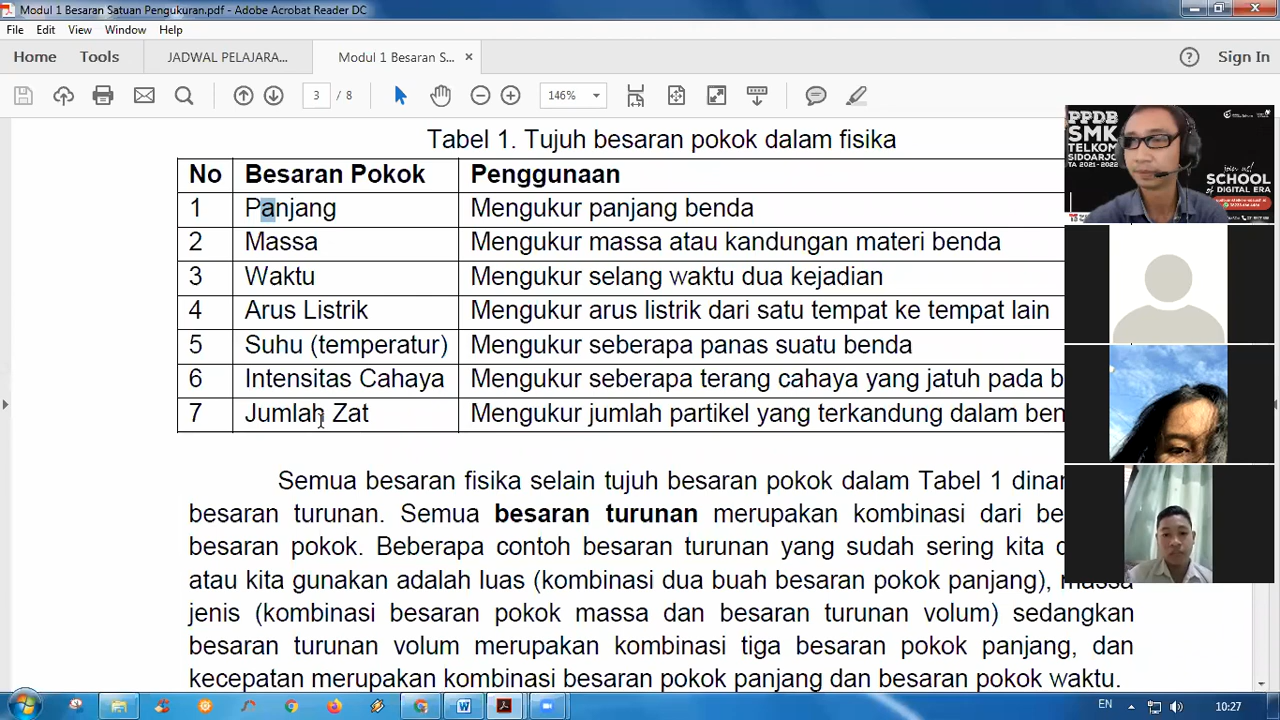 Modul 1 Besaran Satuan Pengukuran.pdf - Adobe Acrobat Reader DC
File Edit View Window Help
Home Tools JADWAL PELAJARA... Modul 1 Besaran S... × ? Sign In
3 / 8 146%
Tabel 1. Tujuh besaran pokok dalam fisika
No Besaran Pokok Penggunaan
1 Panjang Mengukur panjang benda
2 Massa Mengukur massa atau kandungan materi benda
3 Waktu Mengukur selang waktu dua kejadian
4 Arus Listrik Mengukur arus listrik dari satu tempat ke tempat lain
5 Suhu (temperatur) Mengukur seberapa panas suatu benda
6 Intensitas Cahaya Mengukur seberapa terang cahaya yang jatuh pada b
7 Jumlah Zat Mengukur jumlah partikel yang terkandung dalam ben
Semua besaran fisika selain tujuh besaran pokok dalam Tabel 1 dinar
besaran turunan. Semua besaran turunan merupakan kombinasi dari be
besaran pokok. Beberapa contoh besaran turunan yang sudah sering kita d
atau kita gunakan adalah luas (kombinasi dua buah besaran pokok panjang), massa
jenis (kombinasi besaran pokok massa dan besaran turunan volum) sedangkan
besaran turunan volum merupakan kombinasi tiga besaran pokok panjang, dan
kecepatan merupakan kombinasi besaran pokok panjang dan besaran pokok waktu.
PPDB
SMK
TELKOM
SIDOARJO
TA 2021-2022
join us!
SCHOOL
of DIGITAL ERA
EN 10:27